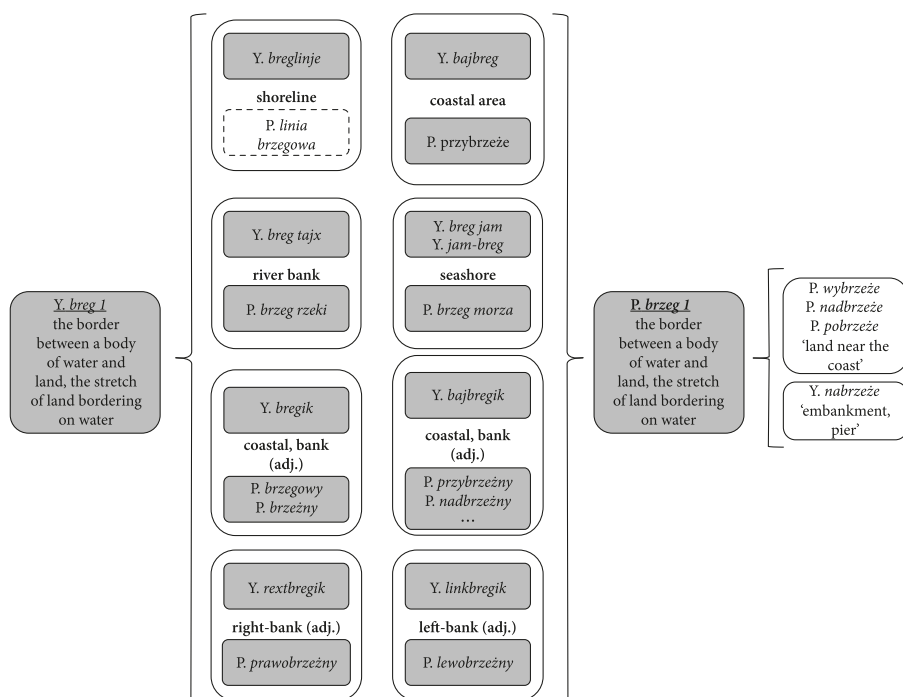 Y. breg 1
the border
between a body
of water and
land, the stretch
of land bordering
on water
Y. breglinje
shoreline
P. linia
brzegowa
Y. bajbreg
coastal area
P. przybrzeże
Y. breg tajx
river bank
P. brzeg rzeki
Y. breg jam
Y. jam-breg
seashore
P. brzeg morza
Y. bregik
coastal, bank
(adj.)
P. brzegowy
P. brzeżny
Y. bajbregik
coastal, bank
(adj.)
P. przybrzeżny
P. nadbrzeżny
…
Y. rextbregik
right-bank (adj.)
P. prawobrzeżny
Y. linkbregik
left-bank (adj.)
P. lewobrzeżny
P. brzeg 1
the border
between a body
of water and
land, the stretch
of land bordering
on water
P. wybrzeże
P. nadbrzeże
P. pobrzeże
‘land near the
coast’
Y. nabrzeże
‘embankment,
pier’